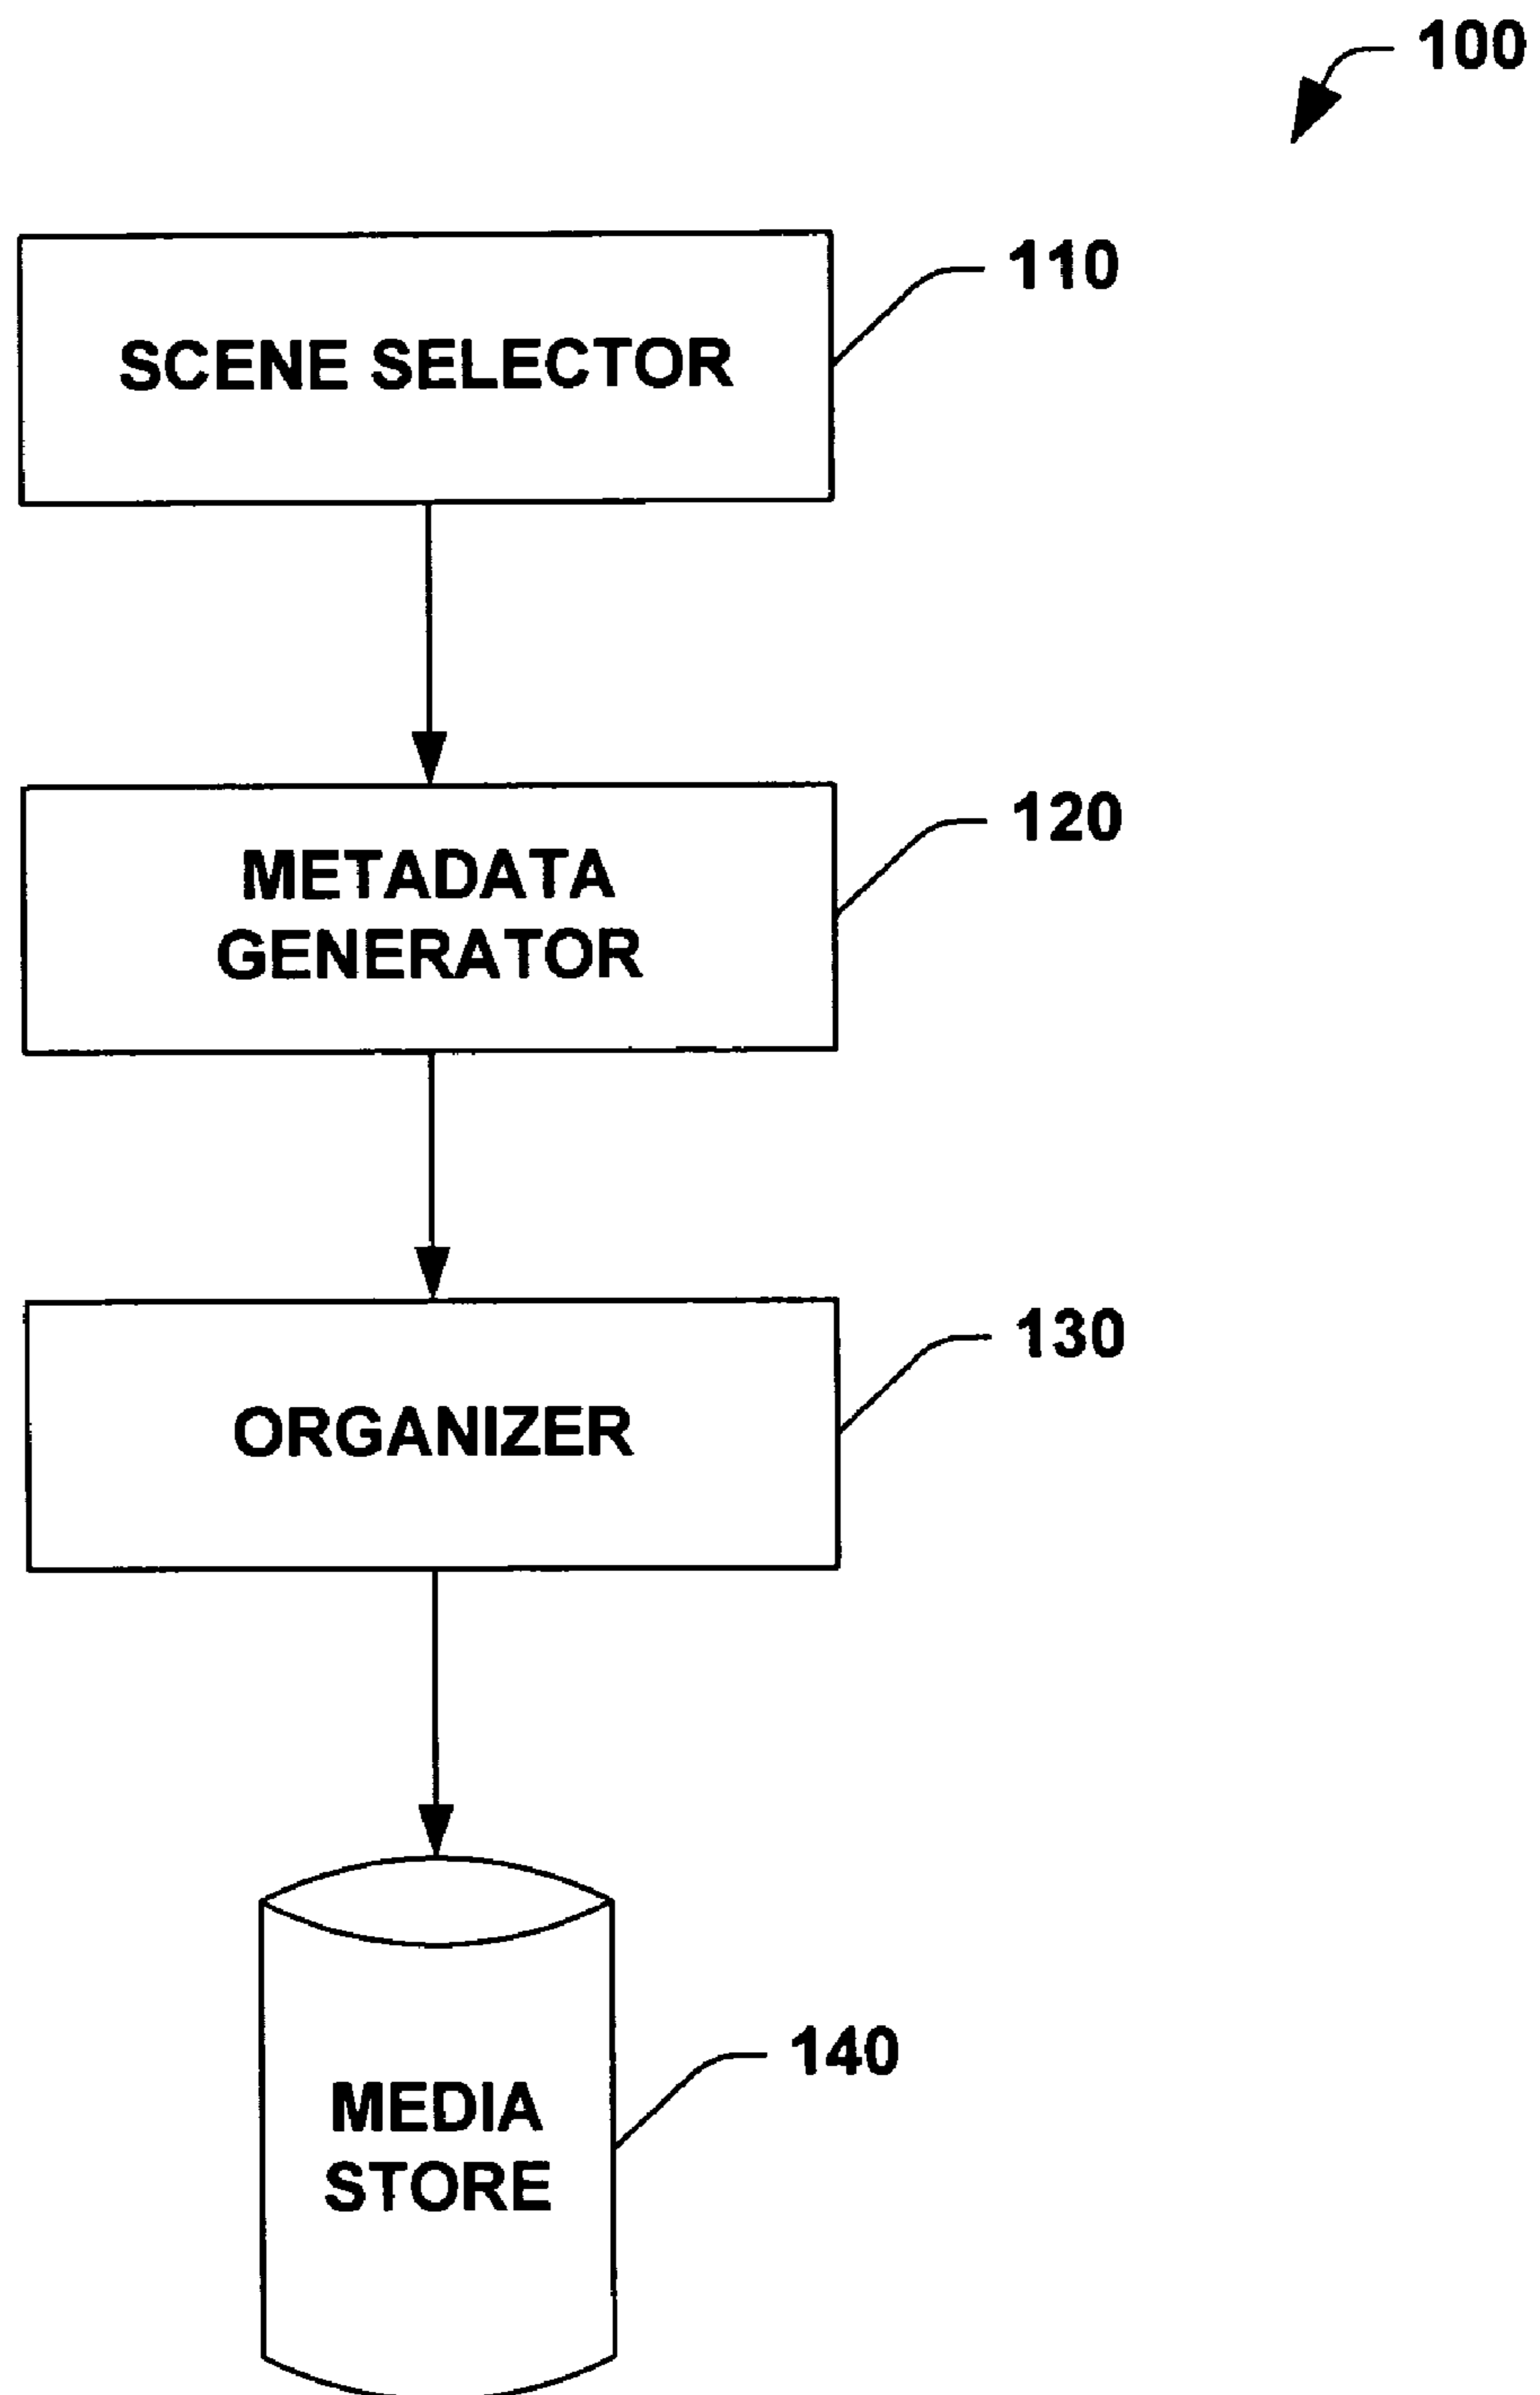 100
110
SCENE SELECTOR
120
METADATA
GENERATOR
130
ORGANIZER
140
MEDIA
STORE